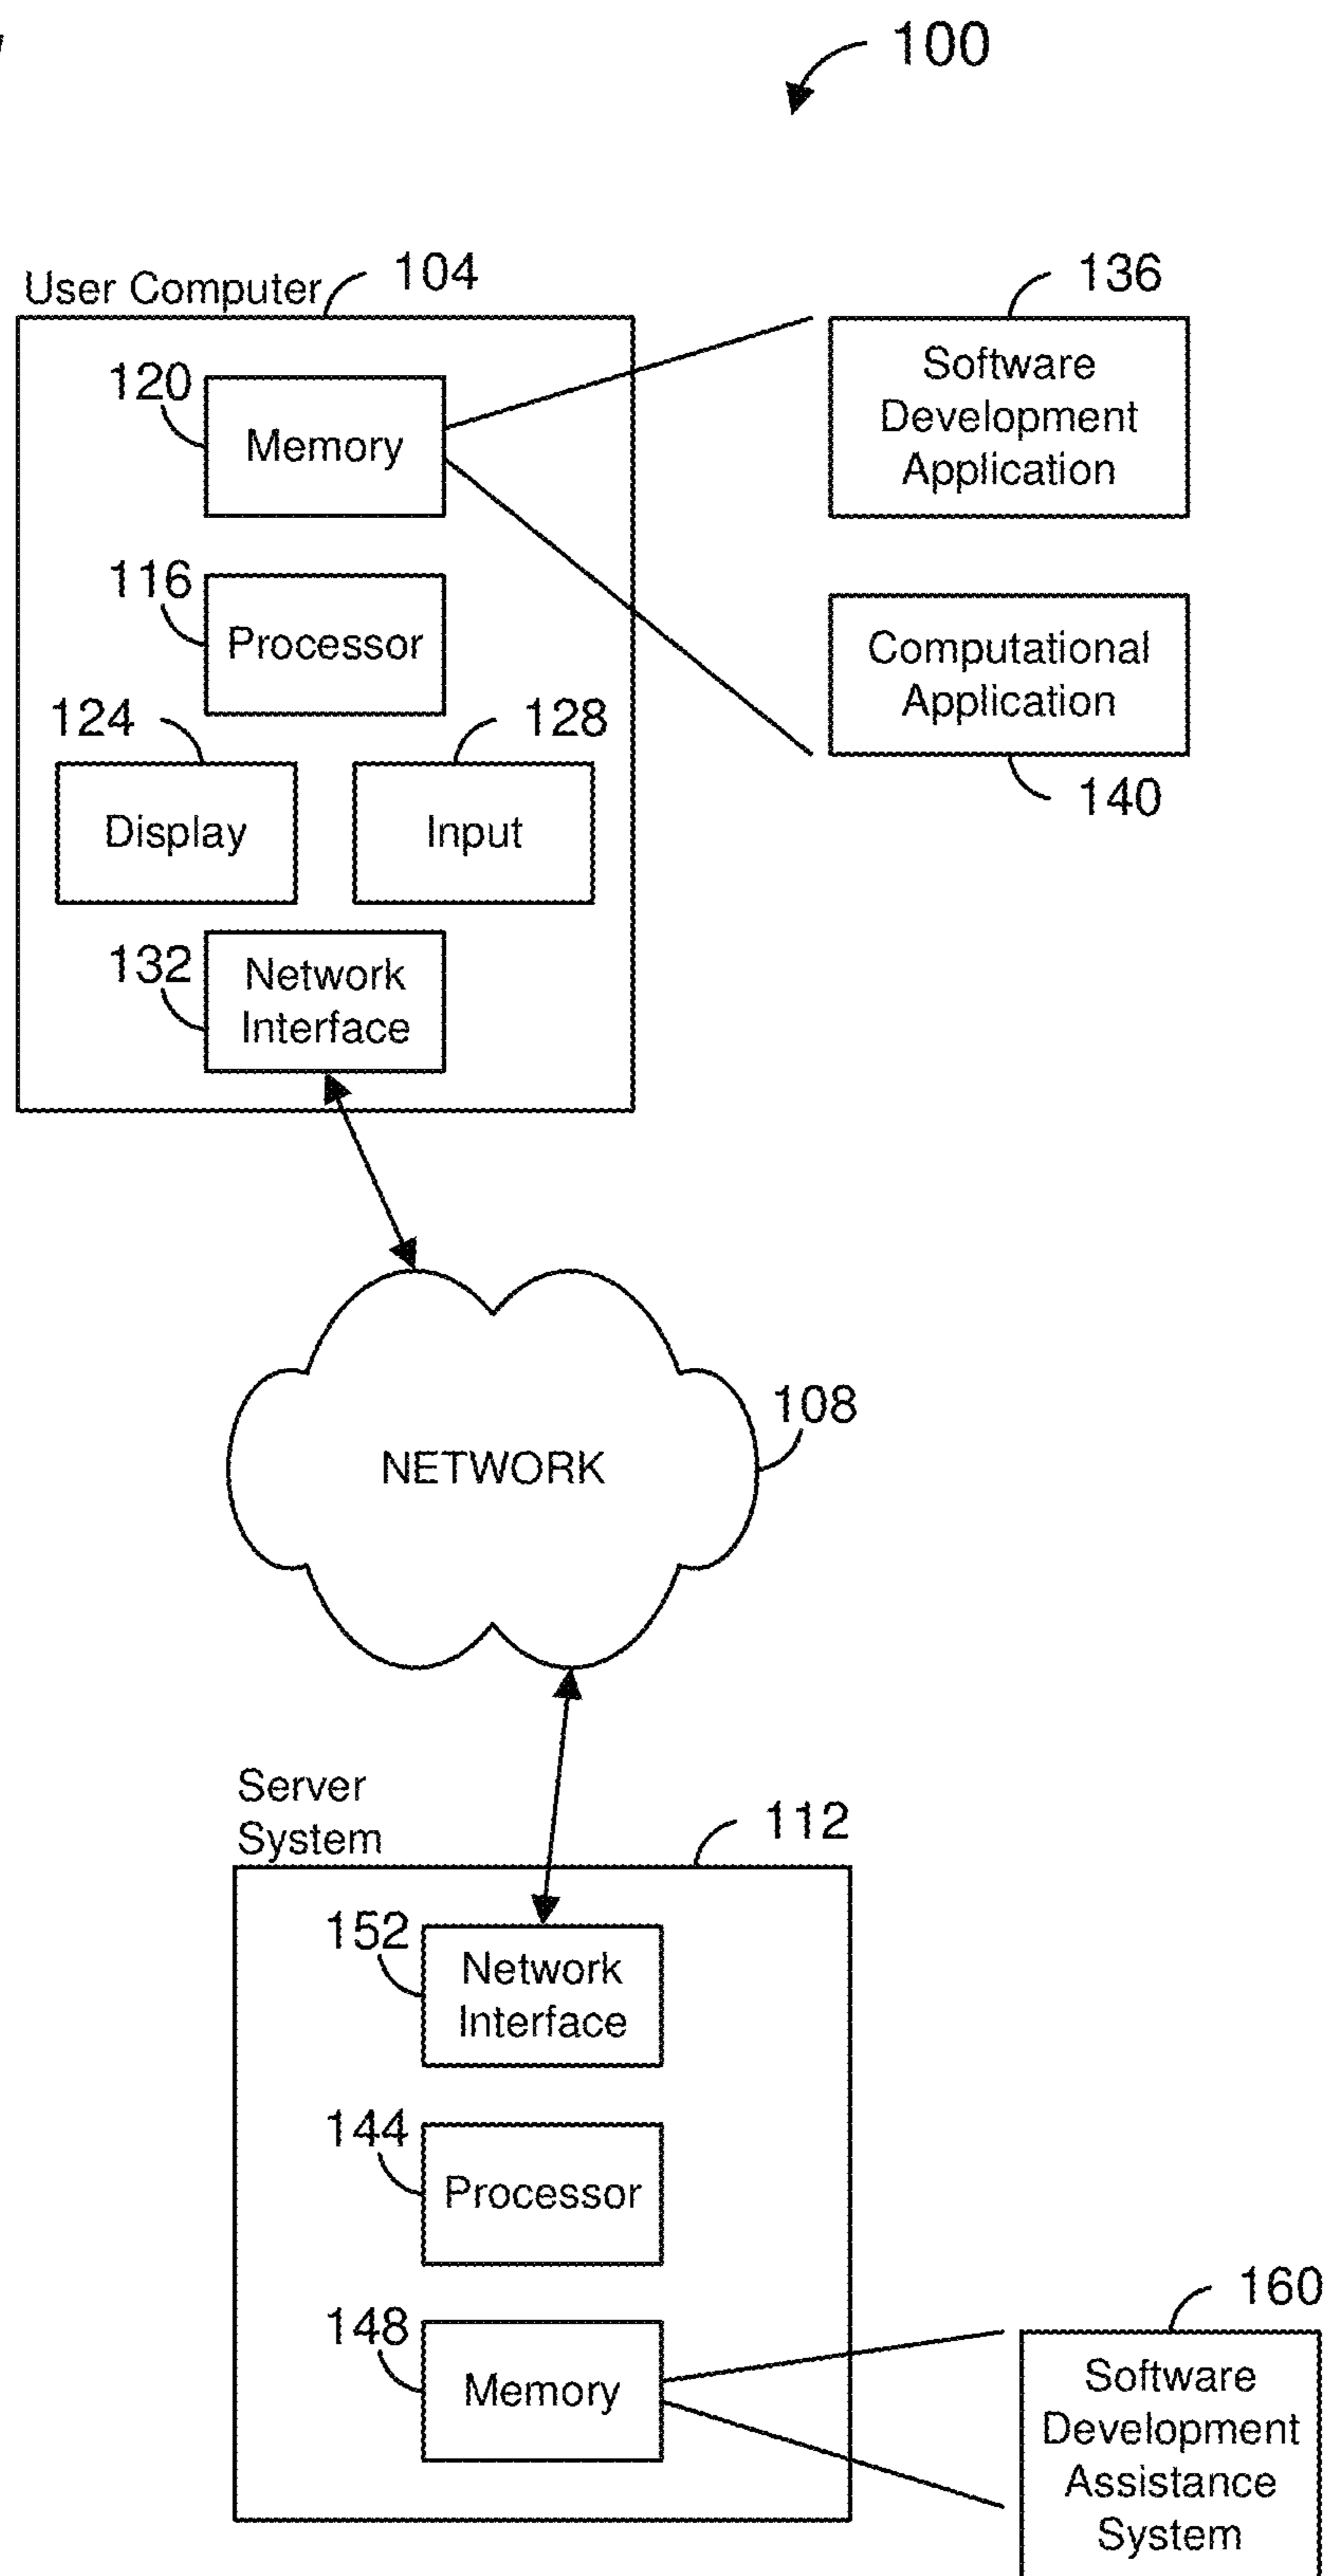 100
User Computer
104
136
120
Memory
Software
Development
Application
116
Processor
Computational
Application
124
128
140
Display
Input
132
Network
Interface
108
NETWORK
Server
System
112
152
Network
Interface
144
Processor
160
148
Memory
Software
Development
Assistance
System